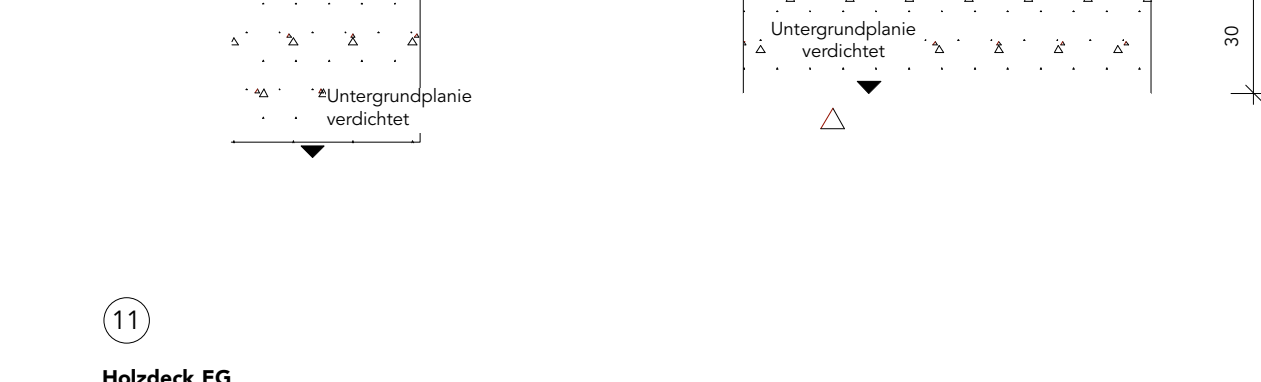 Untergrundplanie
verdichtet
30
Untergrundplanie
verdichtet
11
Holzdeck EG